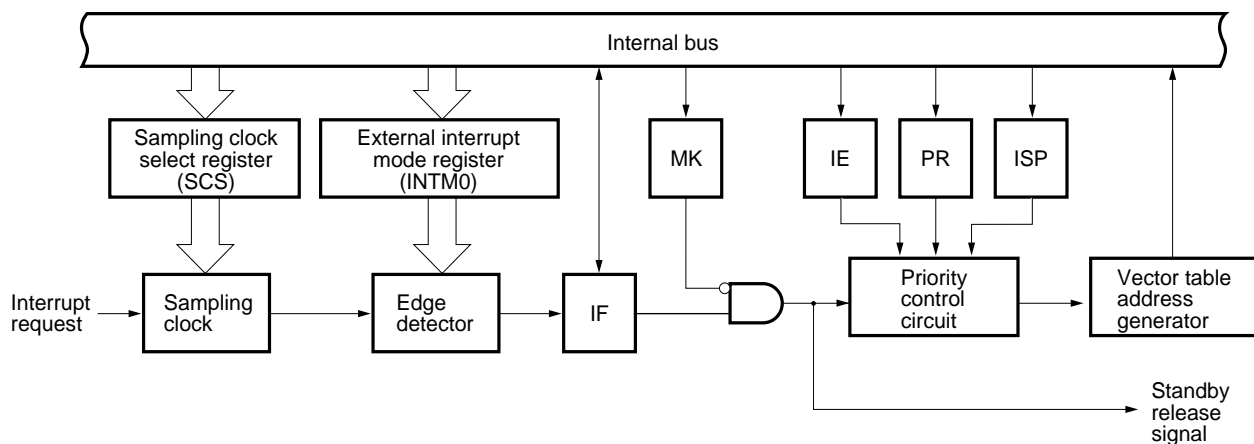 Internal bus
Sampling clock
select register
(SCS)
External interrupt
mode register
(INTM0)
MK
IE
PR
ISP
Interrupt
request
Sampling
clock
Edge
detector
IF
Priority
control
circuit
Vector table
address
generator
Standby
release
signal